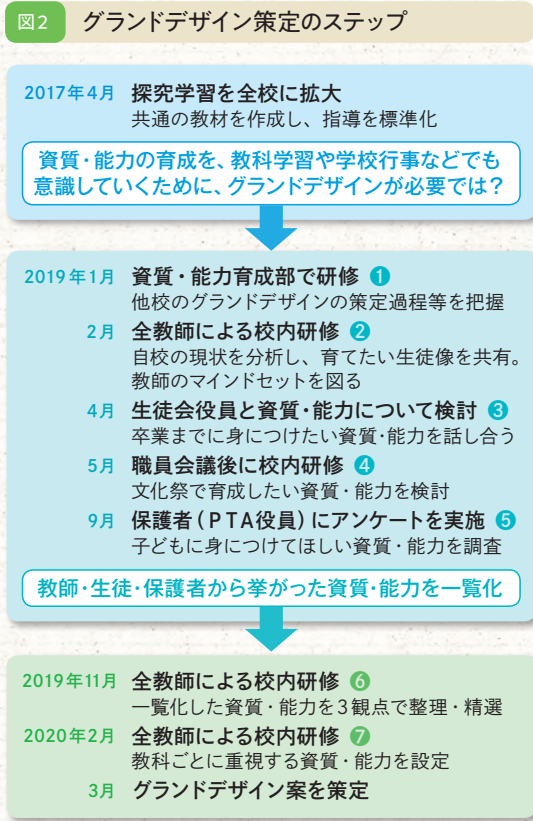 図2 グランドデザイン策定のステップ
2017年4月 探究学習を全校に拡大
共通の教材を作成し、指導を標準化
資質・能力の育成を、教科学習や学校行事などでも
意識していくために、グランドデザインが必要では？
2019年1月 資質・能力育成部で研修 ❶
他校のグランドデザインの策定過程等を把握
2月 全教師による校内研修 ❷
自校の現状を分析し、育てたい生徒像を共有。
教師のマインドセットを図る
4月 生徒会役員と資質・能力について検討 ❸
卒業までに身につけたい資質・能力を話し合う
5月 職員会議後に校内研修 ❹
文化祭で育成したい資質・能力を検討
9月 保護者（PTA役員）にアンケートを実施 ❺
子どもに身につけてほしい資質・能力を調査
教師・生徒・保護者から挙がった資質・能力を一覧化
2019年11月 全教師による校内研修 ❻
一覧化した資質・能力を3観点で整理・精選
2020年2月 全教師による校内研修 ❼
教科ごとに重視する資質・能力を設定
3月 グランドデザイン案を策定